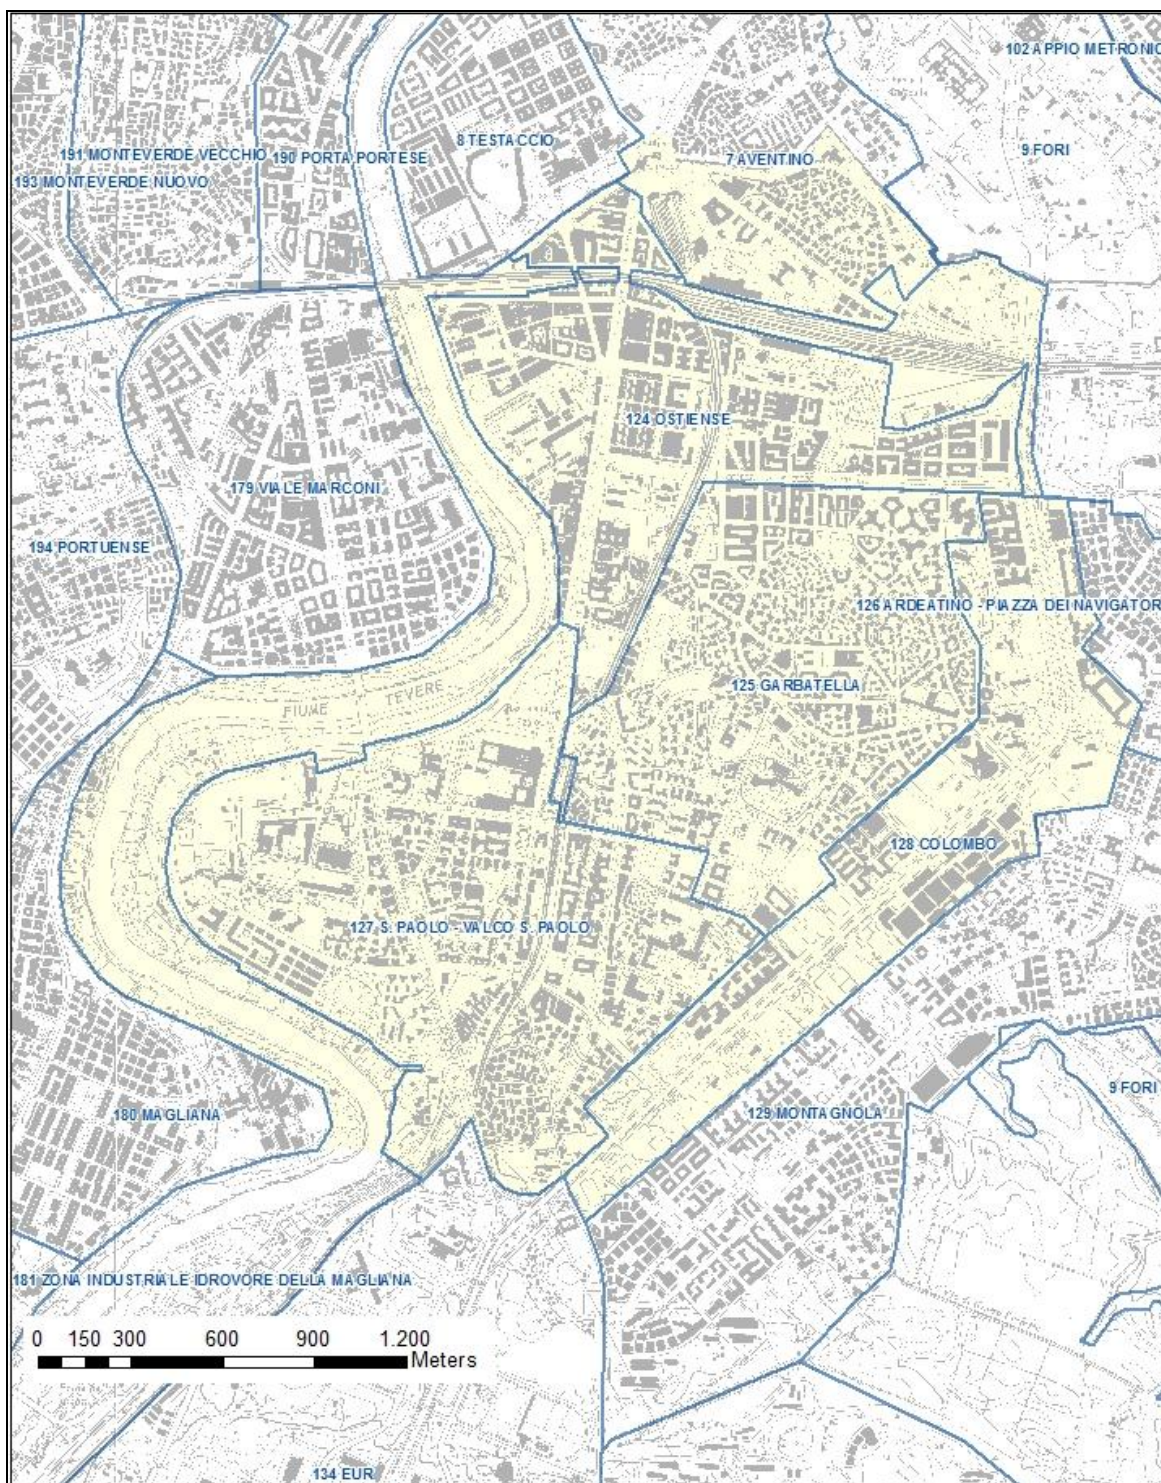 102 APPIO METRONIC
8 TESTACCIO
9 FORI
191 MONTEVERDE VECCHIO
190 PORTA PORTESE
7 AVENTINO
193 MONTEVERDE NUOVO
124 OSTIENSE
179 VIALE MARCONI
194 PORTUENSE
126 ARDEATINO - PIAZZA DEI NAVIGATOR
125 GARBATELLA
FIUME TEVERE
128 COLOMBO
127 S. PAOLO - VALCO S. PAOLO
9 FORI
180 MAGLIANA
129 MONTAGNOLA
181 ZONA INDUSTRIALE IDROVORE DELLA MAGLIANA
0 150 300 600 900 1.200
Meters
134 EUR